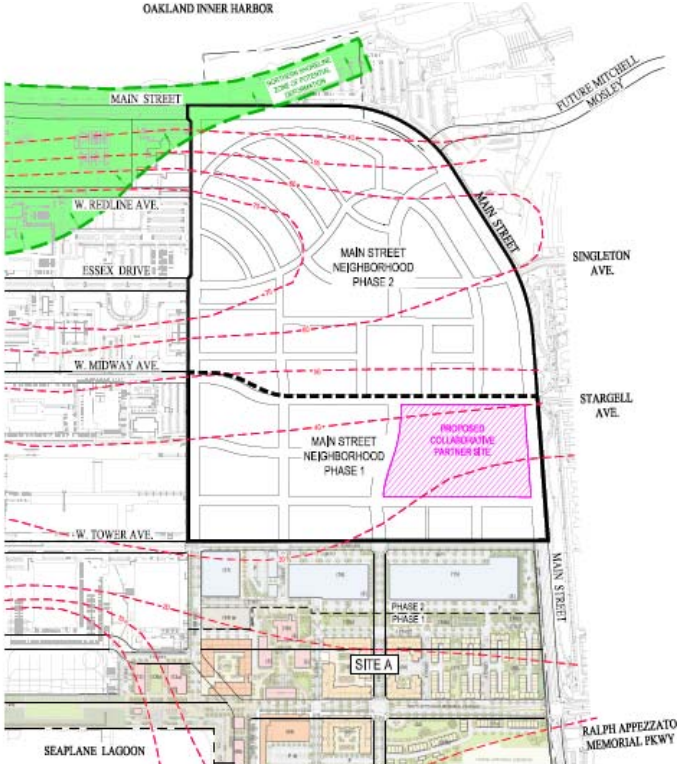 OAKLAND INNER HARBOR
NORTHERN SHORELINE
ZONE OF POTENTIAL
DEFORMATION
MAIN STREET
FUTURE MITCHELL
MOSLEY
W. REDLINE AVE.
MAIN STREET
MAIN STREET
NEIGHBORHOOD
PHASE 2
SINGLETON
AVE.
ESSEX DRIVE
W. MIDWAY AVE.
STARGELL
AVE.
MAIN STREET
NEIGHBORHOOD
PHASE 1
PROPOSED
COLLABORATIVE
PARTNER SITE
W. TOWER AVE.
MAIN STREET
PHASE 2
PHASE 1
SITE A
RALPH APPEZZATO
MEMORIAL PKWY
SEAPLANE LAGOON